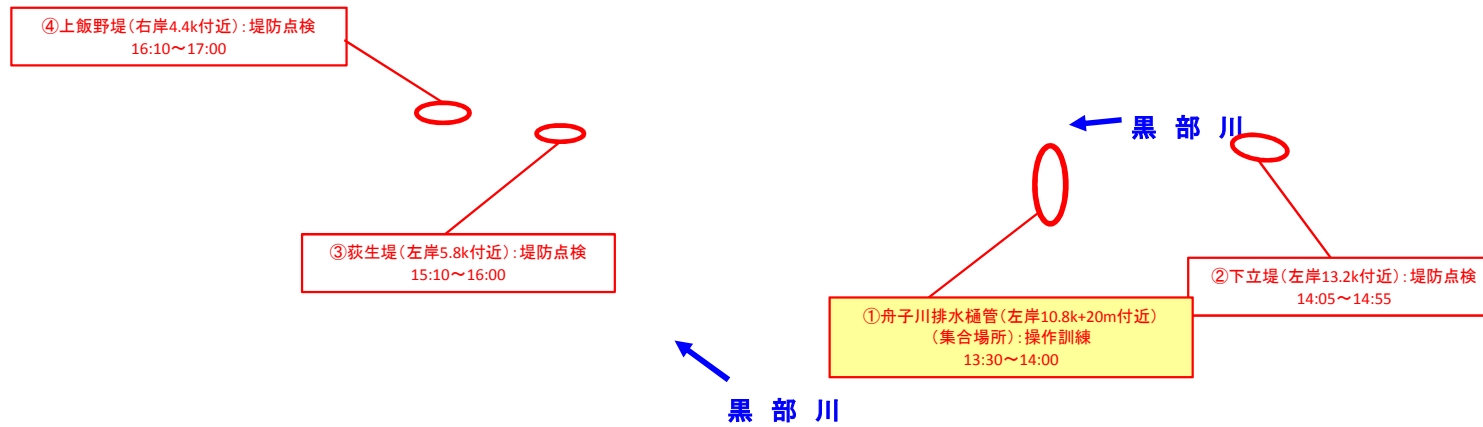 ④上飯野堤(右岸4.4k付近):堤防点検
16:10~17:00
黒部川
③荻生堤(左岸5.8k付近):堤防点検
15:10~16:00
②下立堤(左岸13.2k付近):堤防点検
14:05~14:55
①舟子川排水樋管(左岸10.8k+20m付近)
(集合場所):操作訓練
13:30~14:00
黒部川